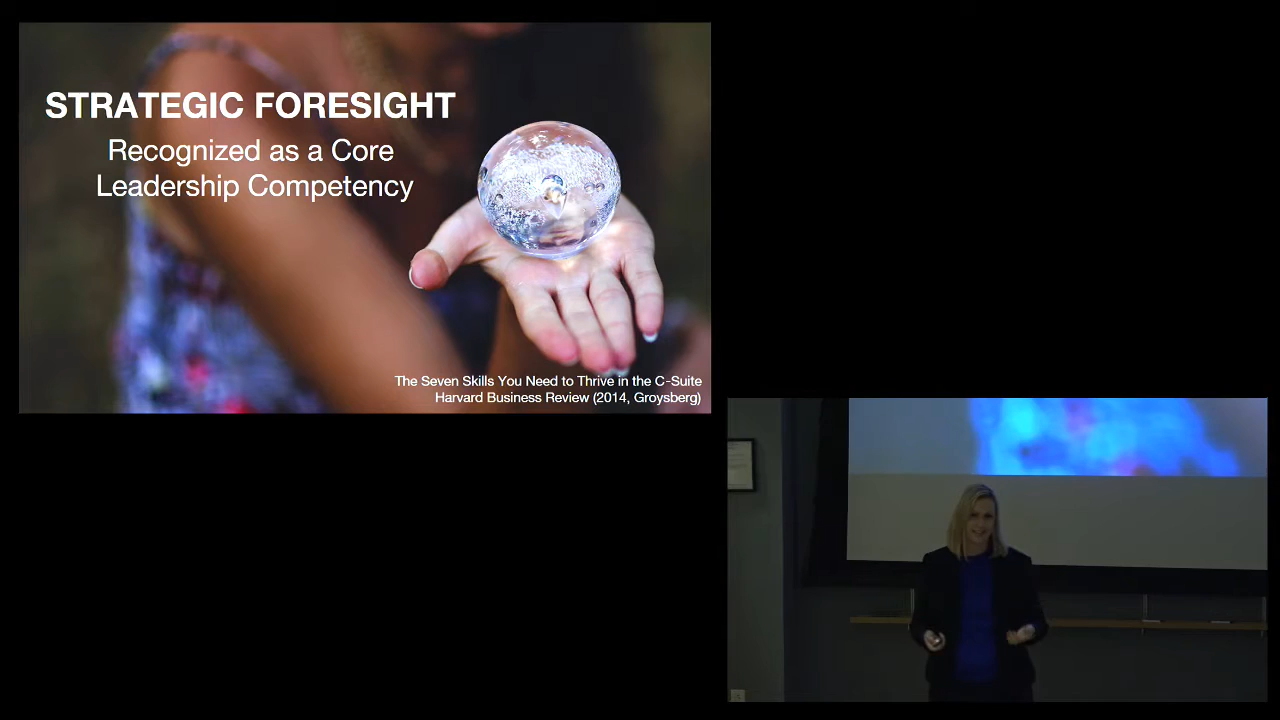 STRATEGIC FORESIGHT
Recognized as a Core
Leadership Competency
The Seven Skills You Need to Thrive in the C-Suite
Harvard Business Review (2014, Groysberg)